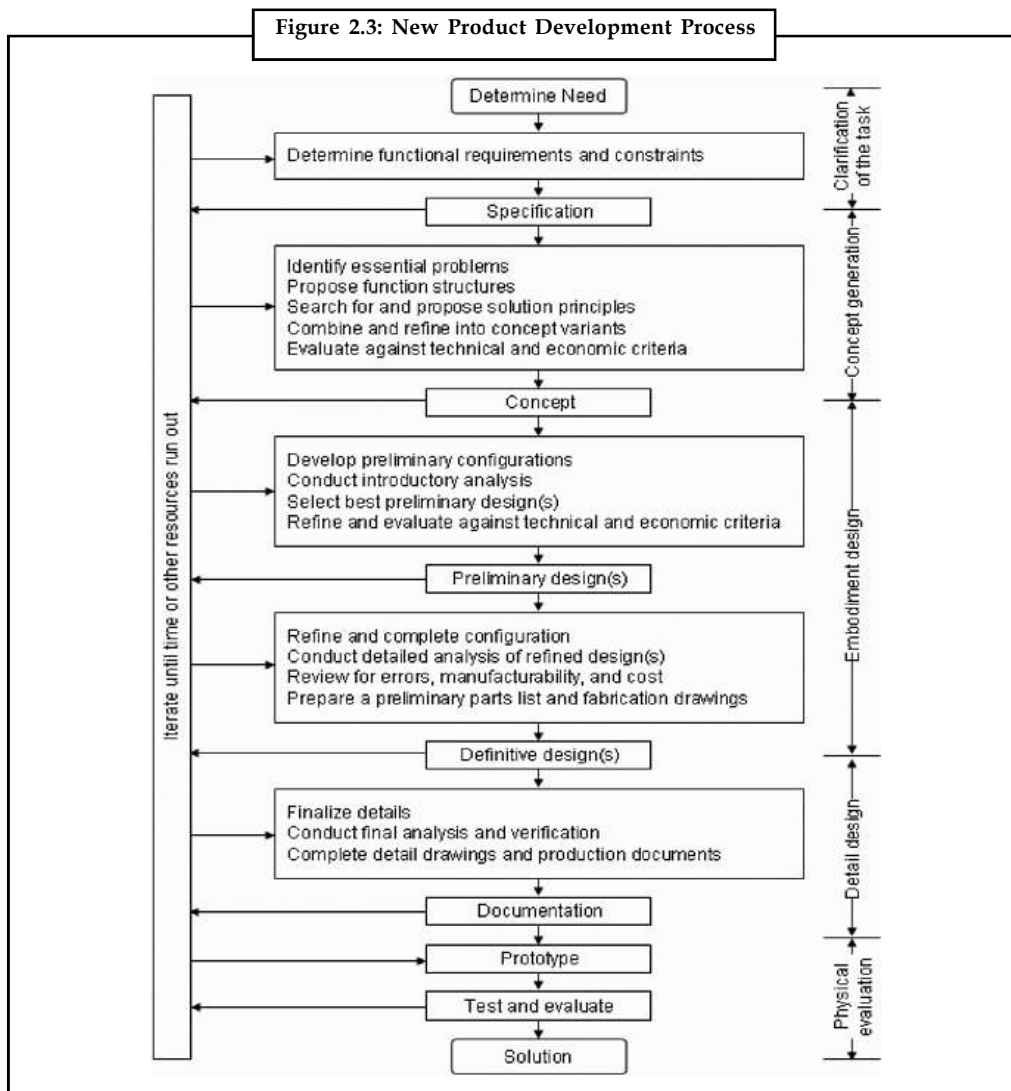 Figure 2.3: New Product Development Process
Determine Need
Determine functional requirements and constraints
Specification
Identify essential problems
Propose function structures
Search for and propose solution principles
Combine and refine into concept variants
Evaluate against technical and economic criteria
Concept
Develop preliminary configurations
Conduct introductory analysis
Select best preliminary design(s)
Refine and evaluate against technical and economic criteria
Preliminary design(s)
Refine and complete configuration
Conduct detailed analysis of refined design(s)
Review for errors, manufacturability, and cost
Prepare a preliminary parts list and fabrication drawings
Definitive design(s)
Finalize details
Conduct final analysis and verification
Complete detail drawings and production documents
Documentation
Prototype
Test and evaluate
Solution
Iterate until time or other resources run out
Clarification
of the task
Concept generation
Embodiment design
Detail design
Physical
evaluation